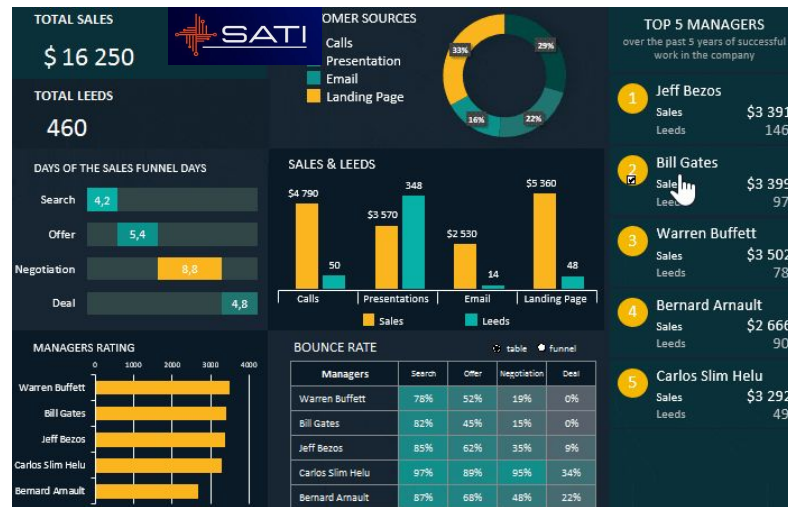 TOTAL SALES
$ 16 250
SATI
OMER SOURCES
Calls
Presentation
Email
Landing Page
33%
29%
16%
22%
TOTAL LEEDS
460
TOP 5 MANAGERS
over the past 5 years of successful
work in the company
1
Jeff Bezos
Sales $3 391
Leeds 146
2
Bill Gates
Sale $3 399
Lee 97
3
Warren Buffett
Sales $3 502
Leeds 78
4
Bernard Arnault
Sales $2 666
Leeds 90
5
Carlos Slim Helu
Sales $3 292
Leeds 49
DAYS OF THE SALES FUNNEL DAYS
Search 4,2
Offer 5,4
Negotiation 8,8
Deal 4,8
SALES & LEEDS
$4 790 50
$3 570 348
$2 530 14
$5 360 48
Calls Presentations Email Landing Page
Sales Leeds
MANAGERS RATING
0 1000 2000 3000 4000
Warren Buffett
Bill Gates
Jeff Bezos
Carlos Slim Helu
Bernard Arnault
BOUNCE RATE
table funnel
Managers Search Offer Negotiation Deal
Warren Buffett 78% 52% 19% 0%
Bill Gates 82% 45% 15% 0%
Jeff Bezos 85% 62% 35% 9%
Carlos Slim Helu 97% 89% 95% 34%
Bernard Arnault 87% 68% 48% 22%